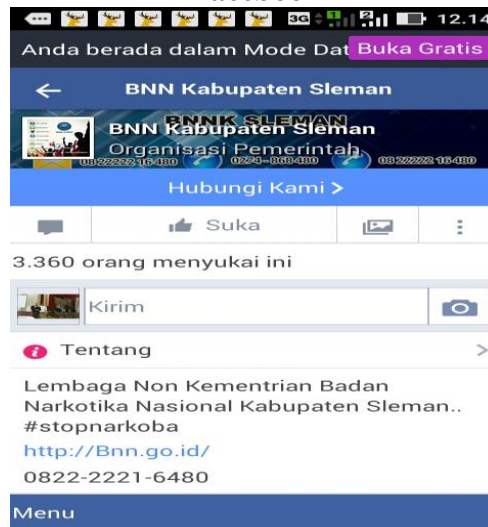 3G 12.14
Anda berada dalam Mode Dat Buka Gratis
BNN Kabupaten Sleman
BNNK SLEMAN
BNN Kabupaten Sleman
Organisasi Pemerintah
0274-868480
Hubungi Kami >
Suka
3.360 orang menyukai ini
Kirim
Tentang
Lembaga Non Kementrian Badan
Narkotika Nasional Kabupaten Sleman..
#stopnarkoba
http://Bnn.go.id/
0822-2221-6480
Menu